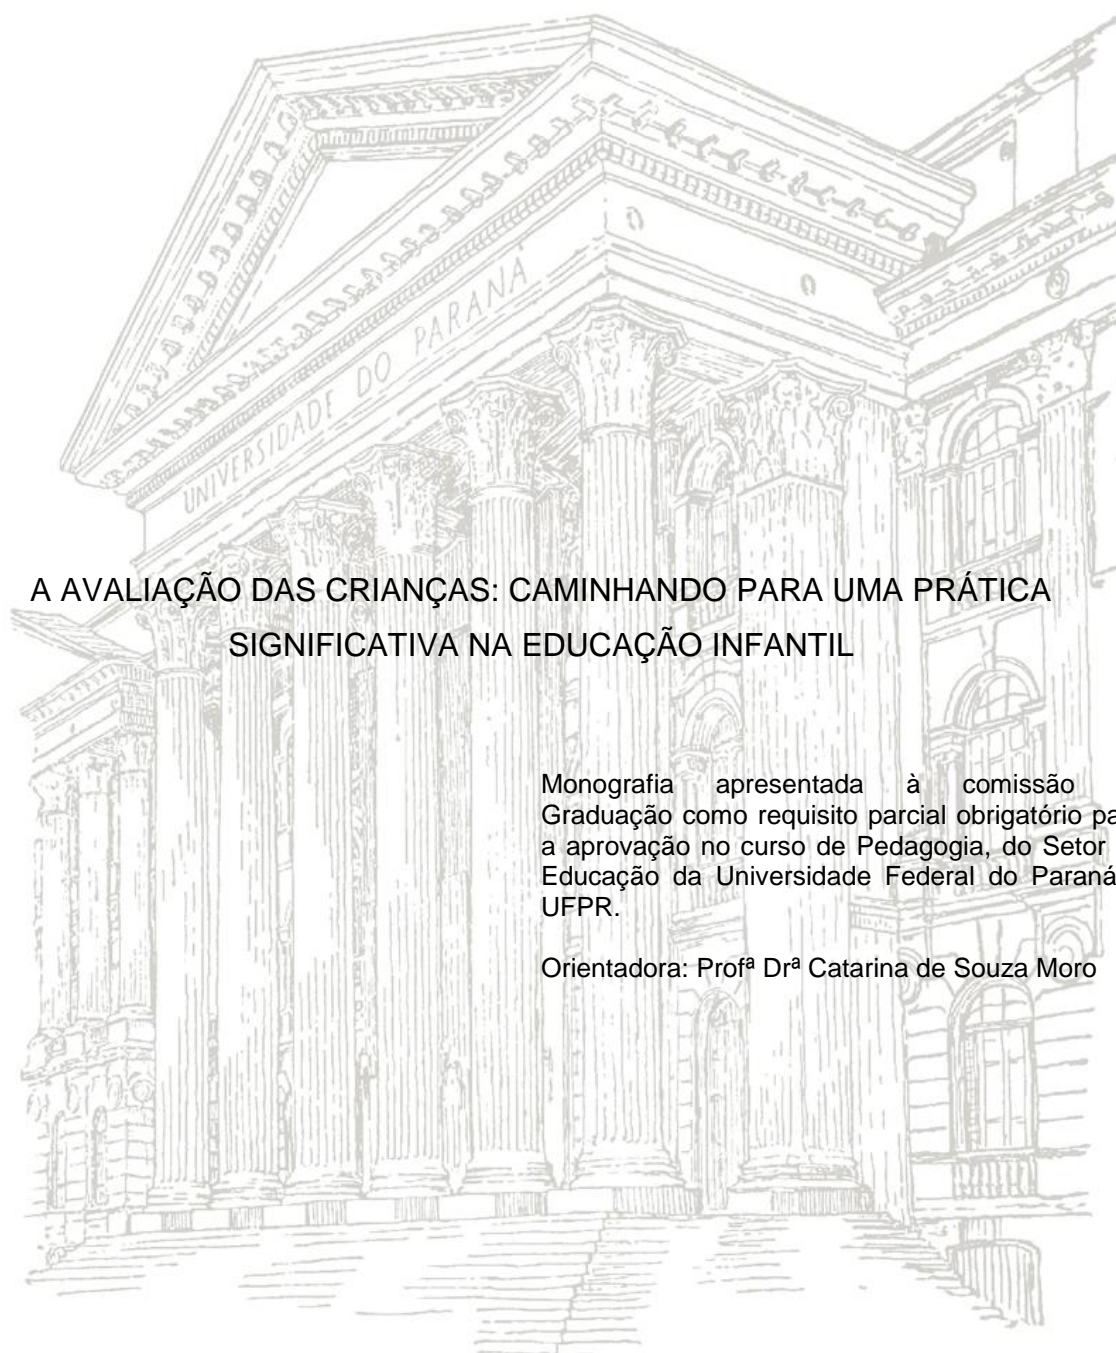 UNIVERSIDADE DO PARANÁ
A AVALIAÇÃO DAS CRIANÇAS: CAMINHANDO PARA UMA PRÁTICA
SIGNIFICATIVA NA EDUCAÇÃO INFANTIL
Monografia apresentada à comissão
Graduação como requisito parcial obrigatório pa
a aprovação no curso de Pedagogia, do Setor
Educação da Universidade Federal do Paraná
UFPR.
Orientadora: Profª Drª Catarina de Souza Moro